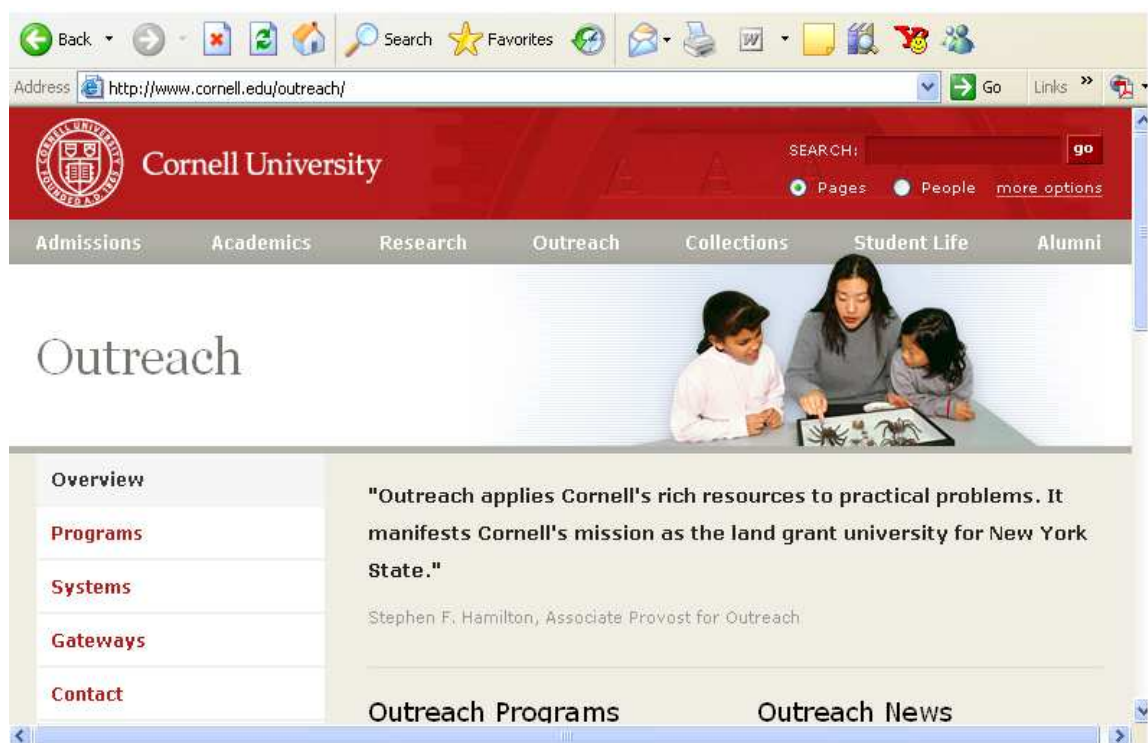 Back Search Favorites
Address http://www.cornell.edu/outreach/ Go Links »
Cornell University
SEARCH: go
Pages People more options
Admissions Academics Research Outreach Collections Student Life Alumni
Outreach
Overview
Programs
Systems
Gateways
Contact
"Outreach applies Cornell's rich resources to practical problems. It
manifests Cornell's mission as the land grant university for New York
State."
Stephen F. Hamilton, Associate Provost for Outreach
Outreach Programs
Outreach News